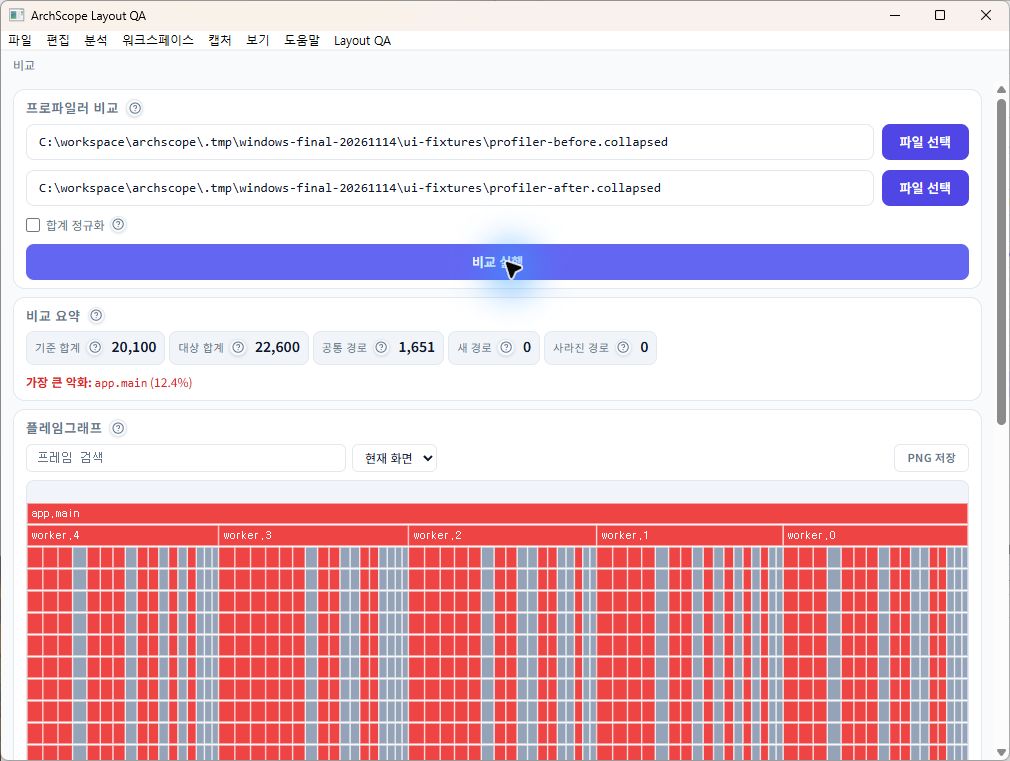 ArchScope Layout QA
파일 편집 분석 워크스페이스 캡처 보기 도움말 Layout QA
비교
프로파일러 비교 ?
C:\workspace\archscope\.tmp\windows-final-20261114\ui-fixtures\profiler-before.collapsed 파일 선택
C:\workspace\archscope\.tmp\windows-final-20261114\ui-fixtures\profiler-after.collapsed 파일 선택
합계 정규화 ?
비교 실행
비교 요약 ?
기준 합계 ? 20,100 대상 합계 ? 22,600 공통 경로 ? 1,651 새 경로 ? 0 사라진 경로 ? 0
가장 큰 악화: app.main (12.4%)
플레임그래프 ?
프레임 검색 현재 화면 PNG 저장
app.main
worker.4 worker.3 worker.2 worker.1 worker.0